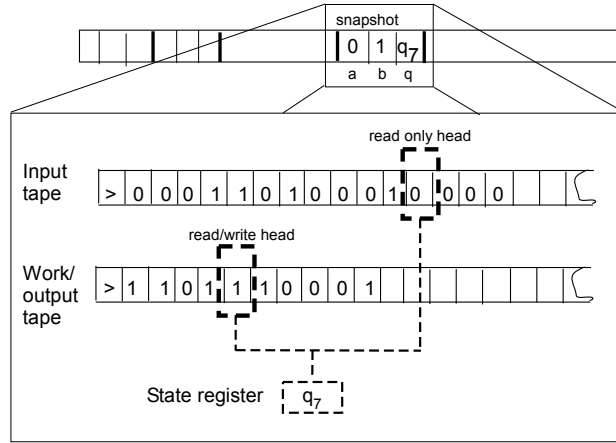 snapshot
0 1 q7
a b q
read only head
Input
tape
> 0 0 0 1 1 0 1 0 0 0 1 0 0 0 0
read/write head
Work/
output
tape
> 1 1 0 1 1 1 0 0 0 1
State register q7